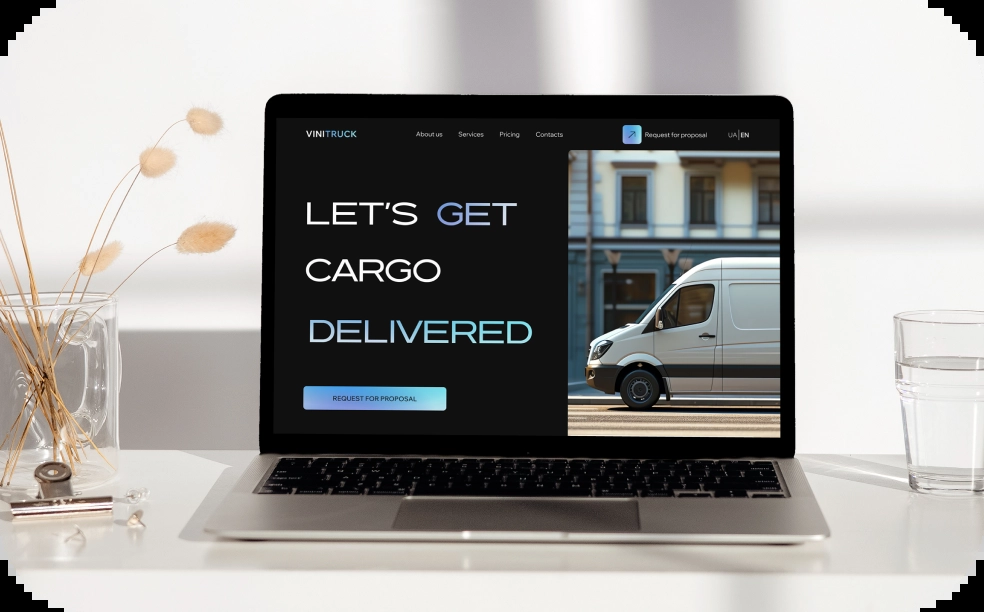 VINITRUCK
About us
Services
Pricing
Contacts
Request for proposal
UA|EN
LET'S GET
CARGO
DELIVERED
REQUEST FOR PROPOSAL